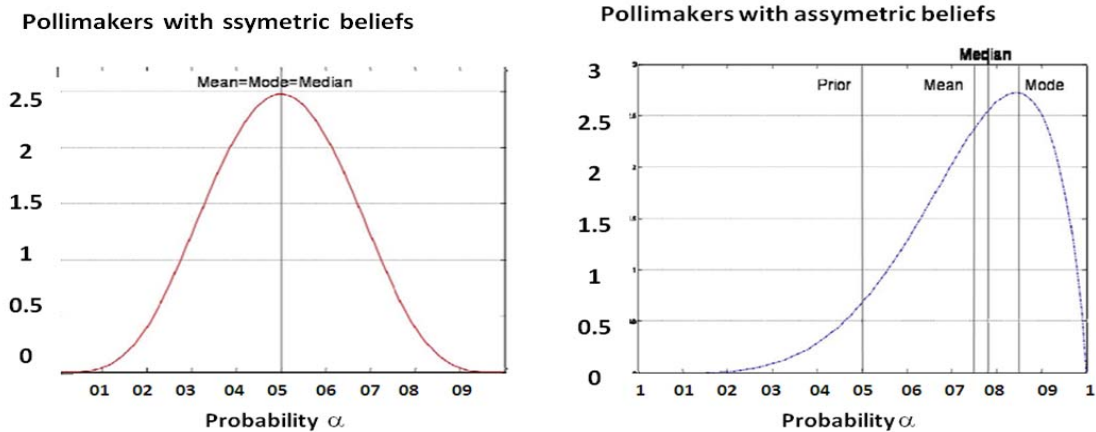 Pollimakers with ssymetric beliefs
Mean=Mode=Median
2.5
2
1.5
1
0.5
0
01 02 03 04 05 06 07 08 09
Probability α
Pollimakers with assymetric beliefs
Median
Prior Mean Mode
3
2.5
2
1.5
1
0.5
0
1 01 02 03 04 05 06 07 08 09 1
Probability α